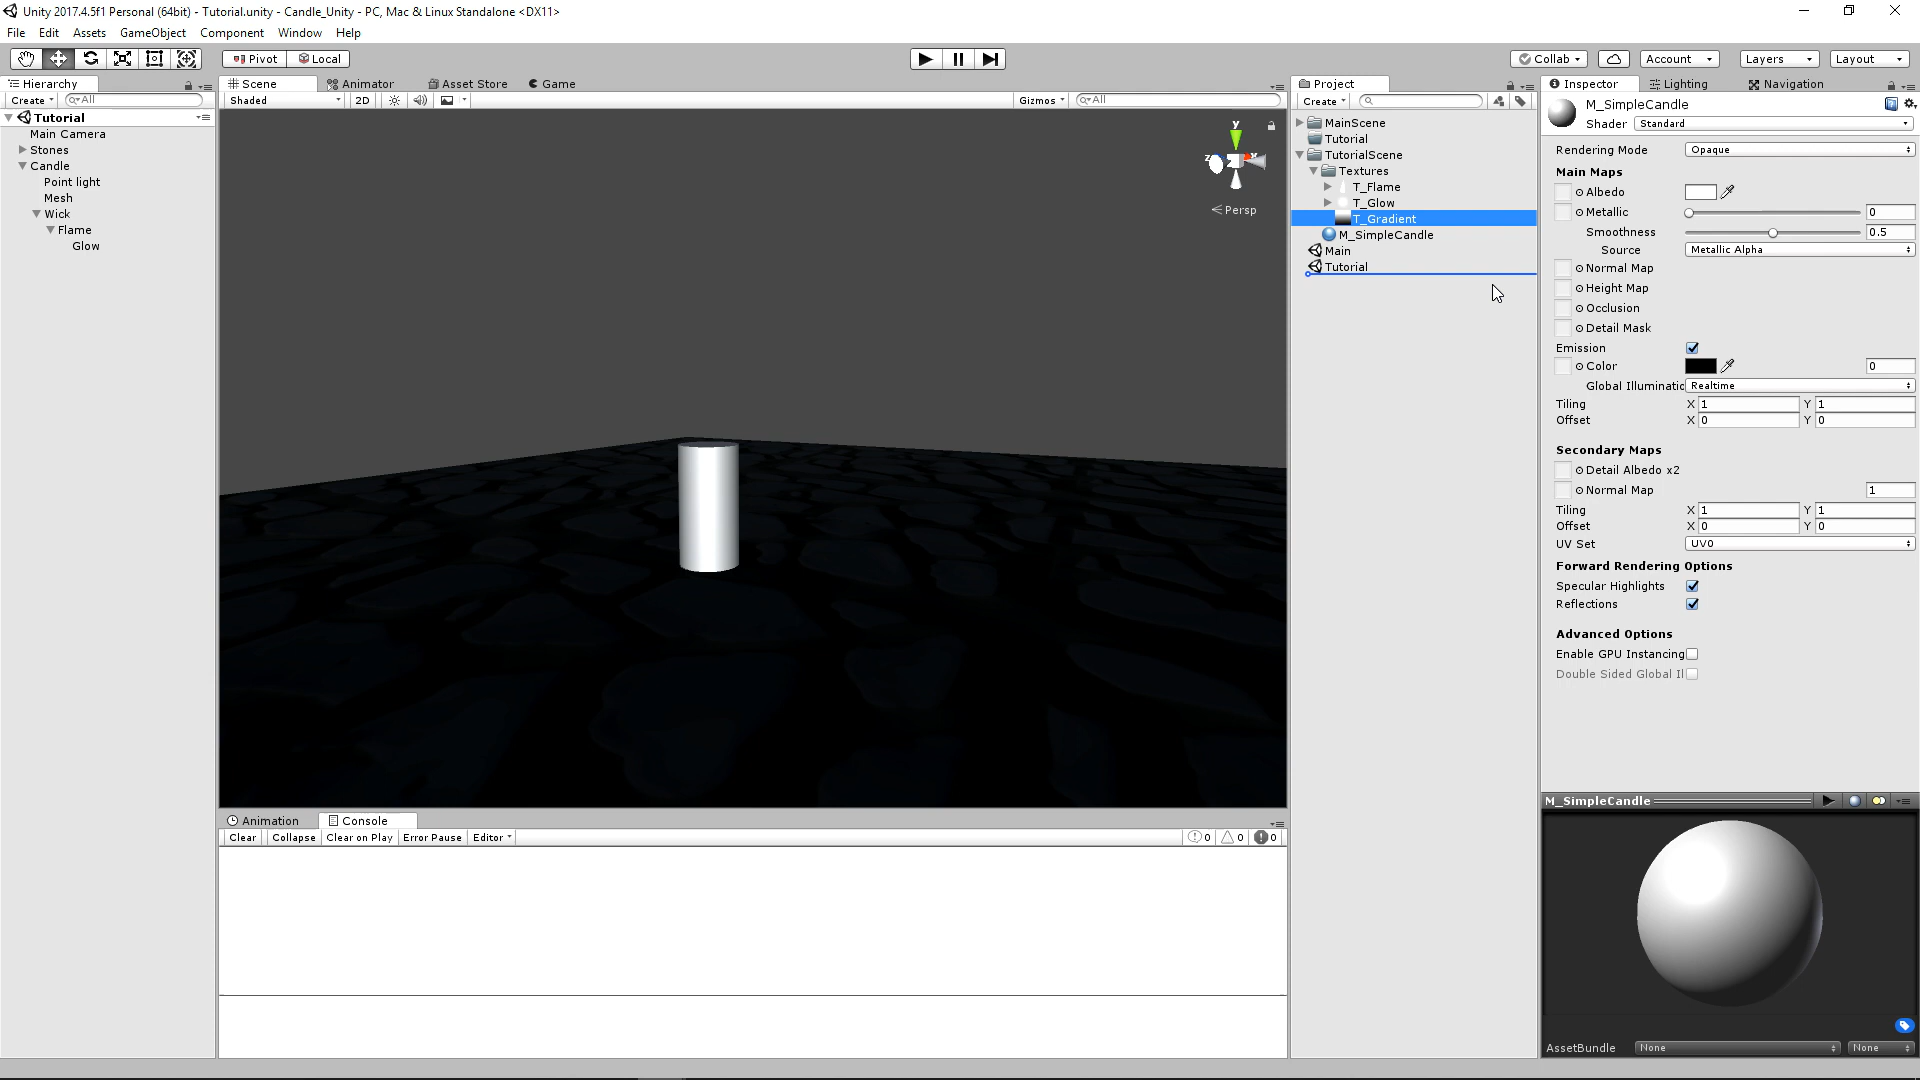 Unity 2017.4.5f1 Personal (64bit) - Tutorial.unity - Candle_Unity - PC, Mac & Linux Standalone <DX11>
File Edit Assets GameObject Component Window Help
Pivot Local Collab Account Layers Layout
Hierarchy
Create All
Tutorial
Main Camera
Stones
Candle
Point light
Mesh
Wick
Flame
Glow
Scene Animator Asset Store Game
Shaded 2D Gizmos All
y
z x
Persp
Animation Console
Clear Collapse Clear on Play Error Pause Editor 0 0 0
Project
Create
MainScene
Tutorial
TutorialScene
Textures
T_Flame
T_Glow
T_Gradient
M_SimpleCandle
Main
Tutorial
Inspector Lighting Navigation
M_SimpleCandle
Shader Standard
Rendering Mode Opaque
Main Maps
Albedo
Metallic 0
Smoothness 0.5
Source Metallic Alpha
Normal Map
Height Map
Occlusion
Detail Mask
Emission
Color 0
Global Illuminatic Realtime
Tiling X 1 Y 1
Offset X 0 Y 0
Secondary Maps
Detail Albedo x2
Normal Map 1
Tiling X 1 Y 1
Offset X 0 Y 0
UV Set UV0
Forward Rendering Options
Specular Highlights
Reflections
Advanced Options
Enable GPU Instancing
Double Sided Global Il
M_SimpleCandle
AssetBundle None None